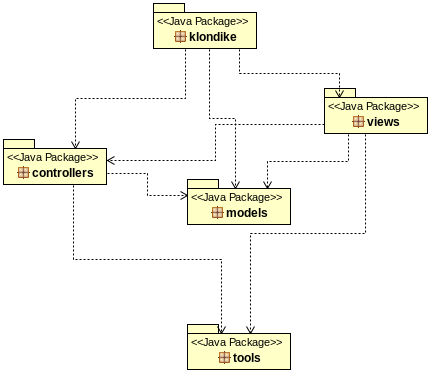 <<Java Package>>
klondike
<<Java Package>>
views
<<Java Package>>
controllers
<<Java Package>>
models
<<Java Package>>
tools